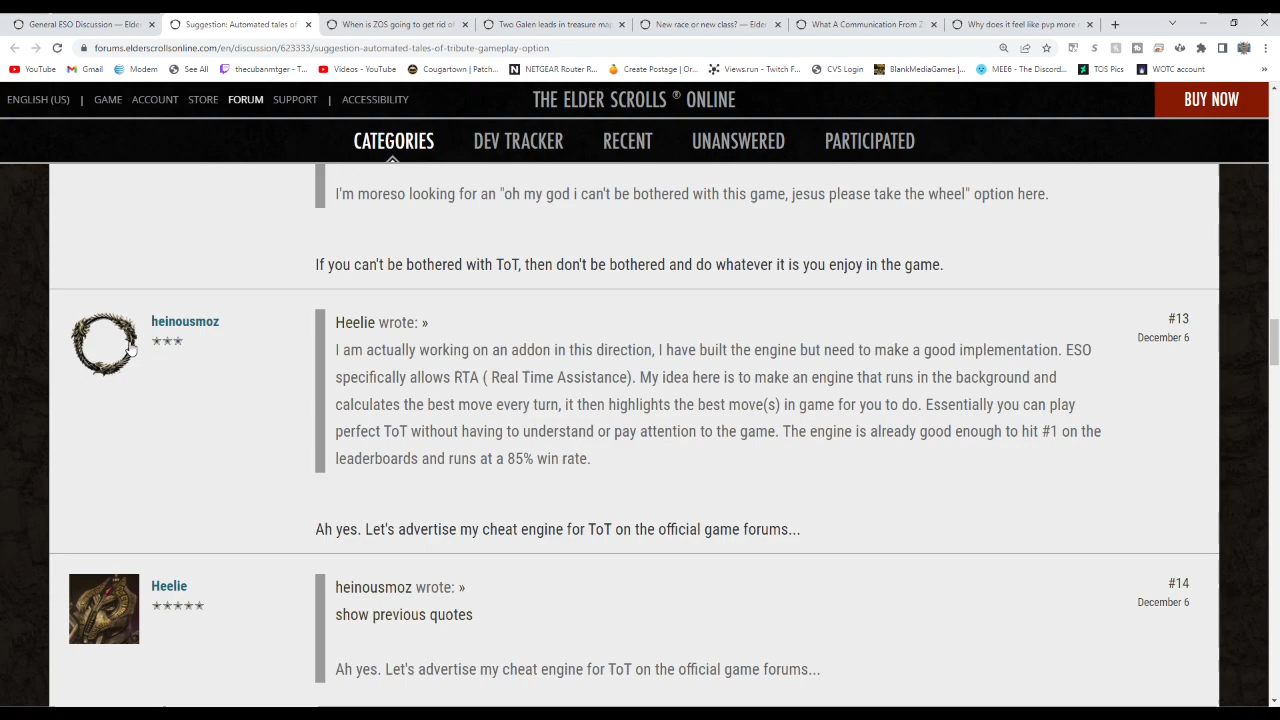 General ESO Discussion — Elder
Suggestion: Automated tales of
When is ZOS going to get rid of
Two Galen leads in treasure map
New race or new class? — Elder
What A Communication From Z
Why does it feel like pvp more
forums.elderscrollsonline.com/en/discussion/623333/suggestion-automated-tales-of-tribute-gameplay-option
YouTube
Gmail
Modem
See All
thecubanmtger - T...
Videos - YouTube
Cougartown | Patch...
NETGEAR Router R...
Create Postage | Or...
Views.run - Twitch F...
CVS Login
BlankMediaGames |...
MEE6 - The Discord...
TOS Pics
WOTC account
»
ENGLISH (US) | GAME ACCOUNT STORE FORUM SUPPORT | ACCESSIBILITY
THE ELDER SCROLLS ® ONLINE
BUY NOW
CATEGORIES DEV TRACKER RECENT UNANSWERED PARTICIPATED
I'm moreso looking for an "oh my god i can't be bothered with this game, jesus please take the wheel" option here.
If you can't be bothered with ToT, then don't be bothered and do whatever it is you enjoy in the game.
heinousmoz
Heelie wrote: »
#13
December 6
I am actually working on an addon in this direction, I have built the engine but need to make a good implementation. ESO
specifically allows RTA ( Real Time Assistance). My idea here is to make an engine that runs in the background and
calculates the best move every turn, it then highlights the best move(s) in game for you to do. Essentially you can play
perfect ToT without having to understand or pay attention to the game. The engine is already good enough to hit #1 on the
leaderboards and runs at a 85% win rate.
Ah yes. Let's advertise my cheat engine for ToT on the official game forums...
Heelie
heinousmoz wrote: »
#14
December 6
show previous quotes
Ah yes. Let's advertise my cheat engine for ToT on the official game forums...